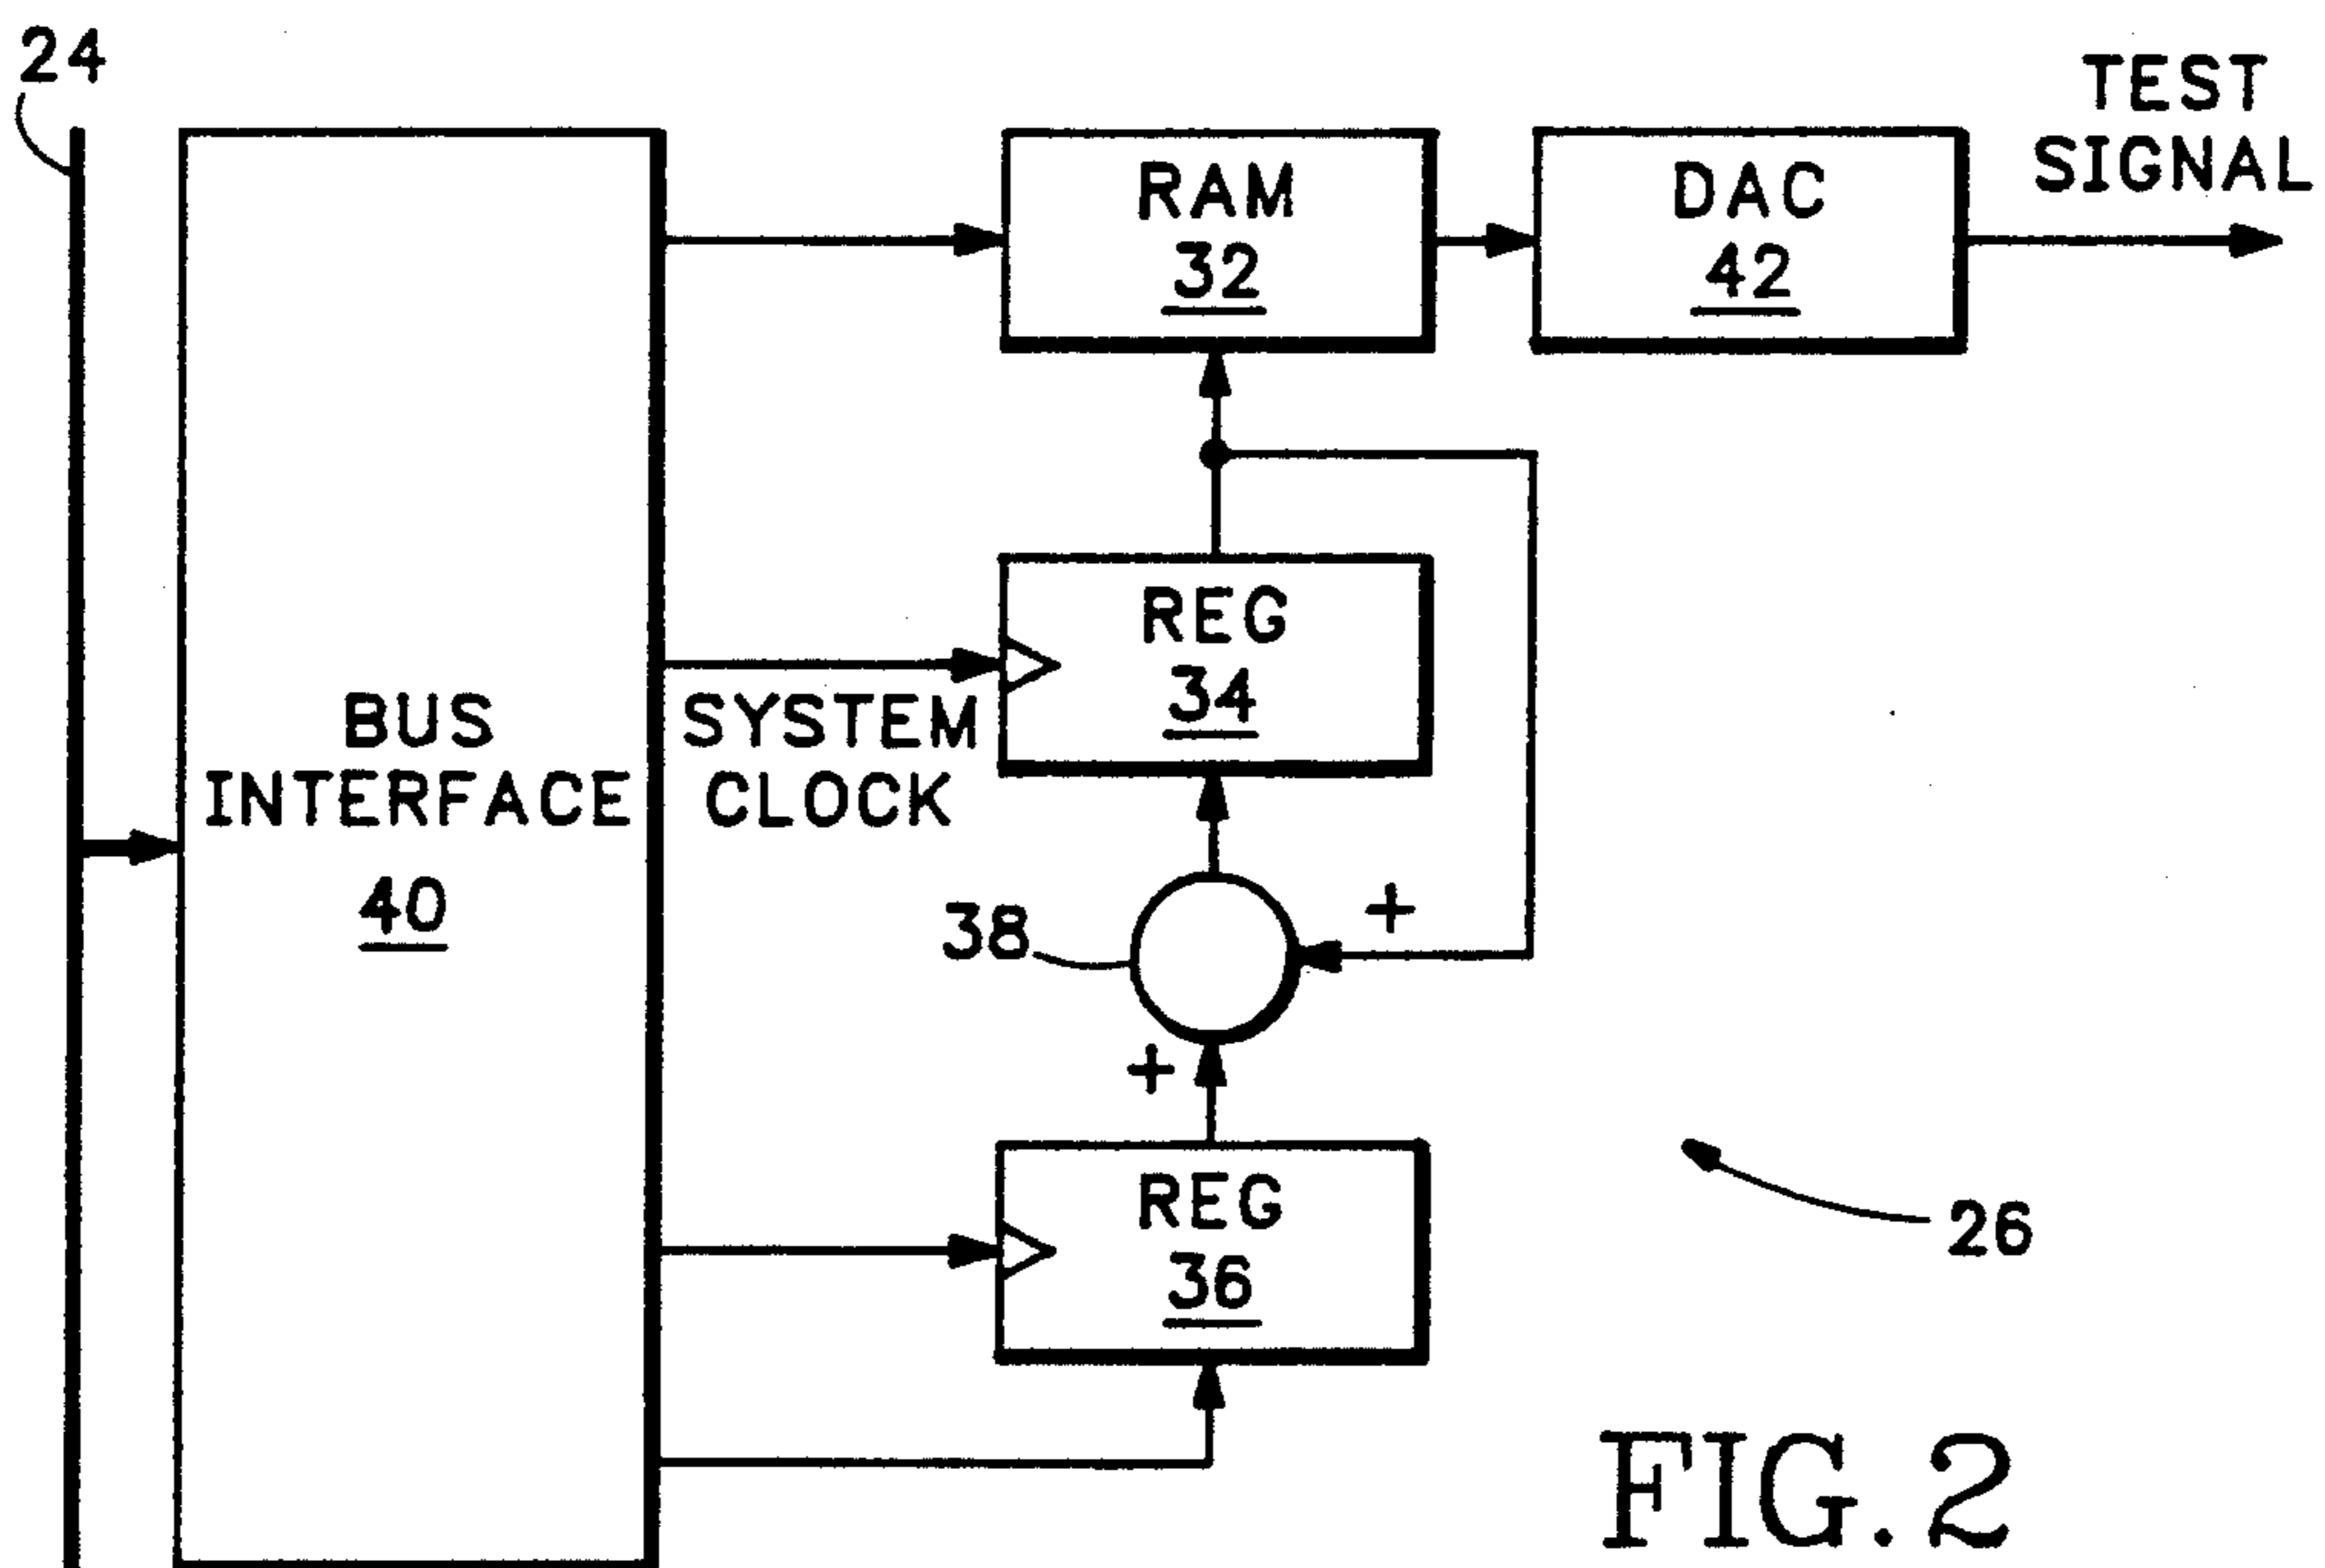 24
TEST
SIGNAL
RAM
32
DAC
42
REG
34
BUS
INTERFACE
40
SYSTEM
CLOCK
38
+
+
REG
36
26
FIG.2